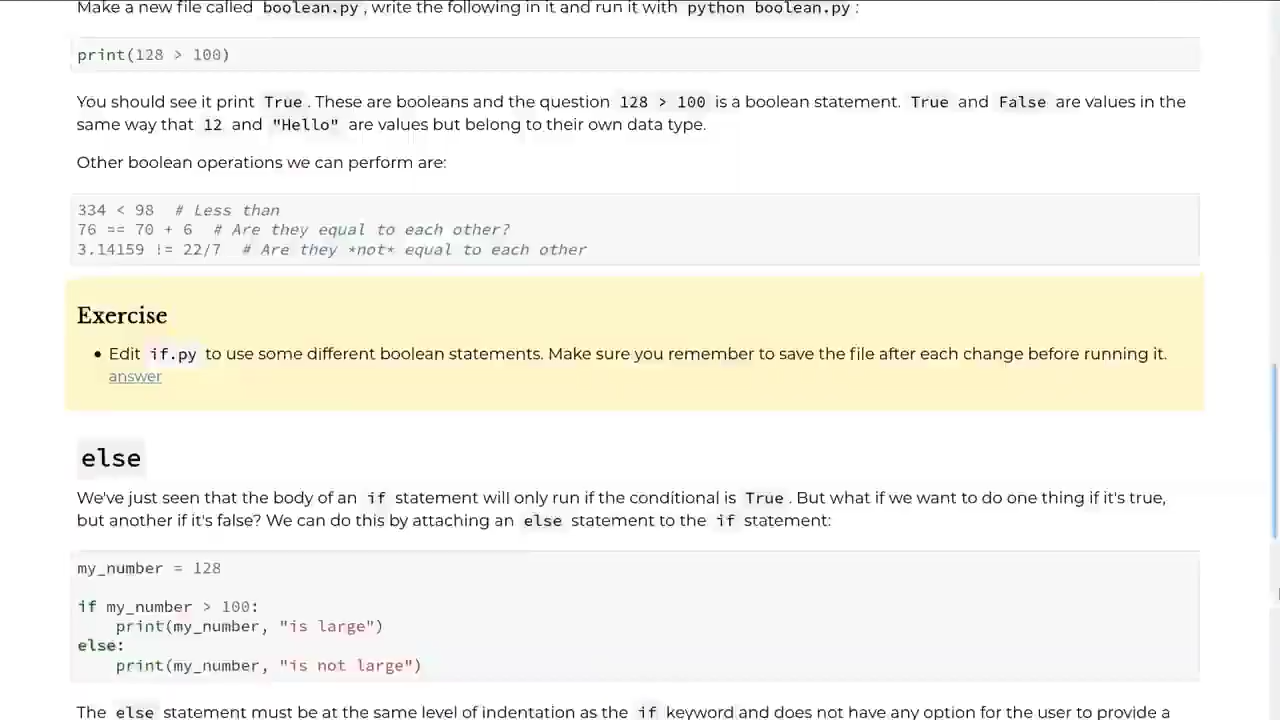 Make a new file called boolean.py, write the following in it and run it with python boolean.py:
print(128 > 100)
You should see it print True. These are booleans and the question 128 > 100 is a boolean statement. True and False are values in the
same way that 12 and "Hello" are values but belong to their own data type.
Other boolean operations we can perform are:
334 < 98  # Less than
76 == 70 + 6  # Are they equal to each other?
3.14159 != 22/7  # Are they *not* equal to each other
Exercise
• Edit if.py to use some different boolean statements. Make sure you remember to save the file after each change before running it.
answer
else
We've just seen that the body of an if statement will only run if the conditional is True. But what if we want to do one thing if it's true,
but another if it's false? We can do this by attaching an else statement to the if statement:
my_number = 128
if my_number > 100:
    print(my_number, "is large")
else:
    print(my_number, "is not large")
The else statement must be at the same level of indentation as the if keyword and does not have any option for the user to provide a